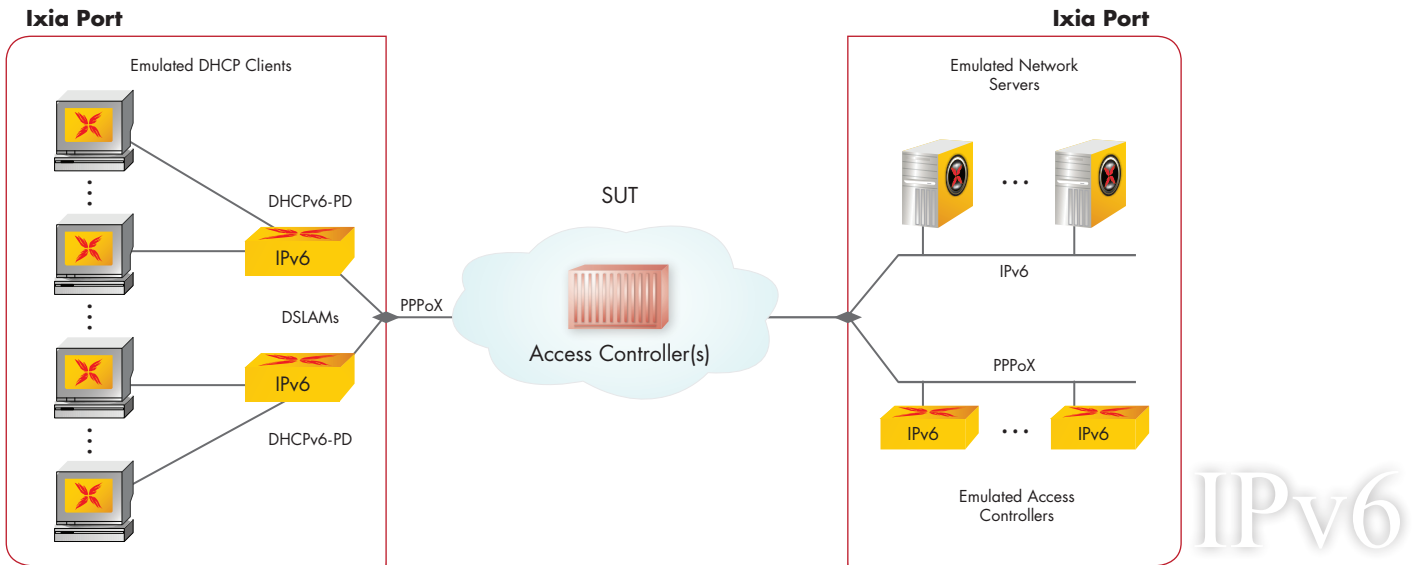 Ixia Port
Emulated DHCP Clients
DHCPv6-PD
IPv6
DSLAMs
IPv6
DHCPv6-PD
PPPoX
SUT
Access Controller(s)
Ixia Port
Emulated Network
Servers
IPv6
PPPoX
IPv6
IPv6
Emulated Access
Controllers
IPv6